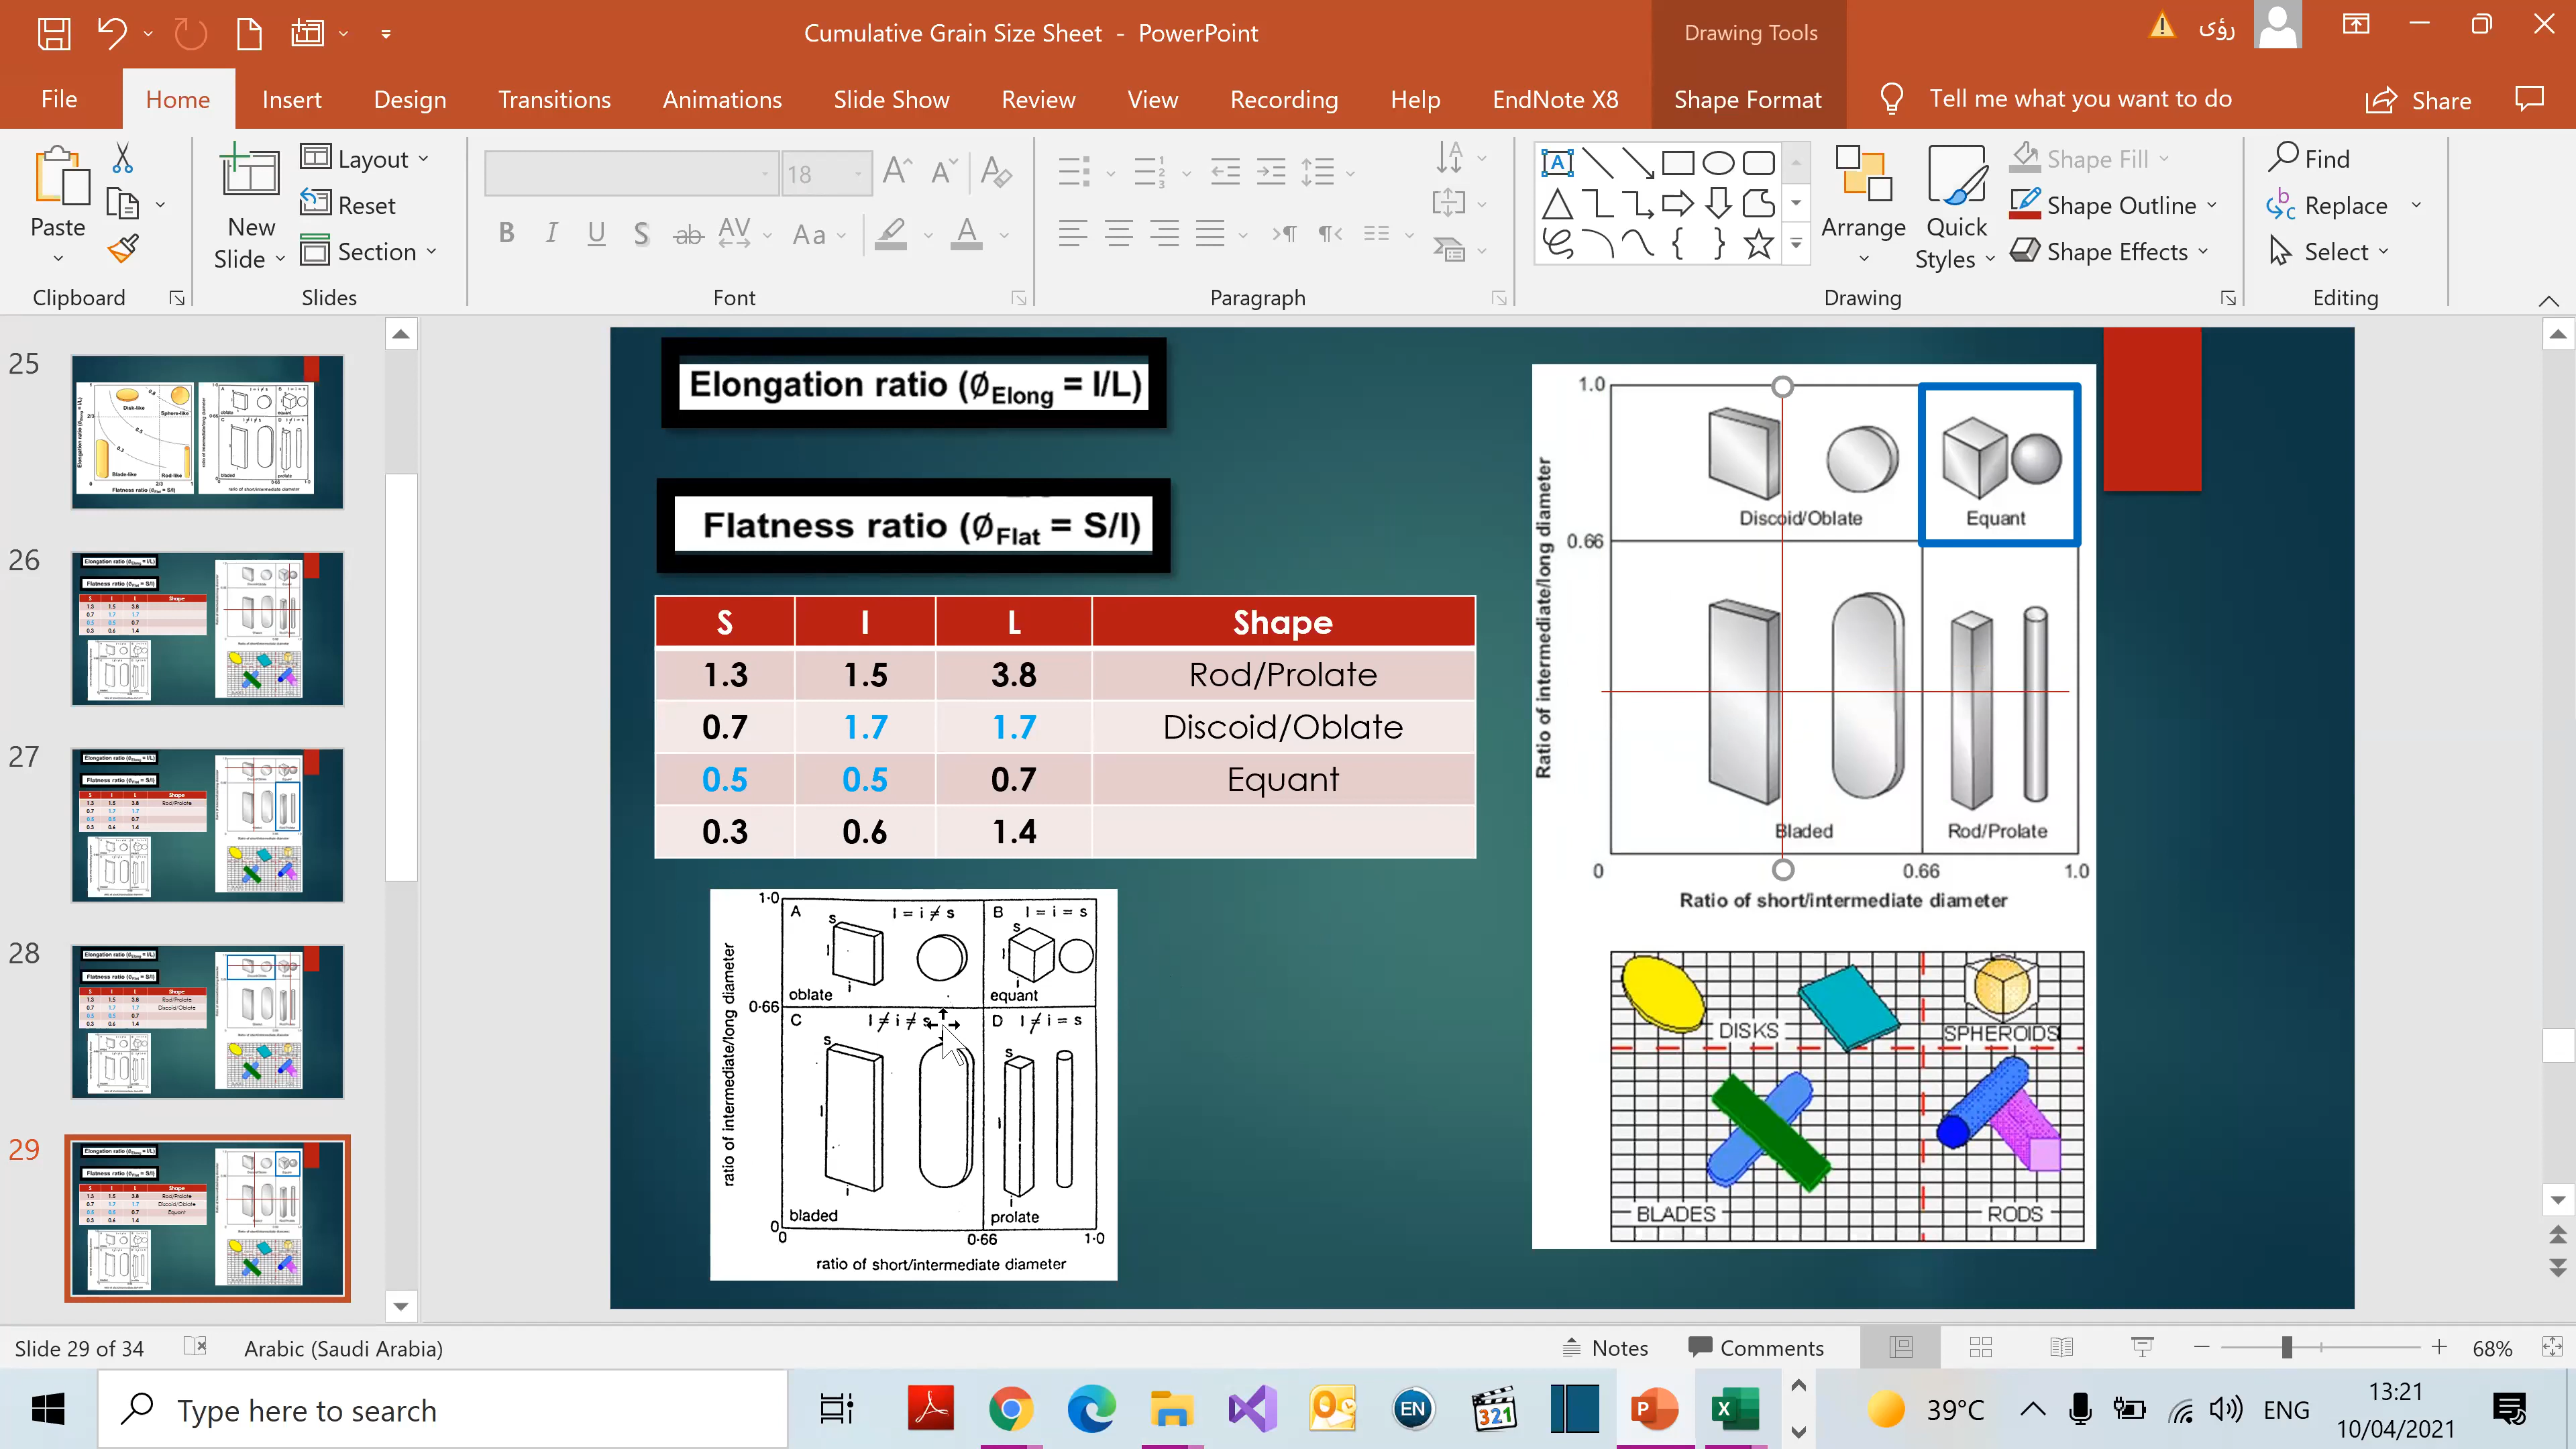 Cumulative Grain Size Sheet - PowerPoint
Drawing Tools
رؤى
File
Home
Insert
Design
Transitions
Animations
Slide Show
Review
View
Recording
Help
EndNote X8
Shape Format
Tell me what you want to do
Share
Paste
New Slide
Layout
Reset
Section
18
Shape Fill
Shape Outline
Shape Effects
Arrange
Quick Styles
Find
Replace
Select
Clipboard
Slides
Font
Paragraph
Drawing
Editing
25
26
27
28
29
Elongation ratio (∅Elong = I/L)
Flatness ratio (∅Flat = S/I)
S I L Shape
1.3 1.5 3.8 Rod/Prolate
0.7 1.7 1.7 Discoid/Oblate
0.5 0.5 0.7 Equant
0.3 0.6 1.4
1.0
A l = i ≠ s
B l = i = s
s
l
i
oblate
s
l
i
equant
0·66
C l ≠ i ≠ s
D l ≠ i = s
s
l
i
bladed
s
l
i
prolate
0
0 0·66 1·0
ratio of intermediate/long diameter
ratio of short/intermediate diameter
1.0
Discoid/Oblate
Equant
0.66
Bladed
Rod/Prolate
0 0.66 1.0
Ratio of intermediate/long diameter
Ratio of short/intermediate diameter
DISKS
SPHEROIDS
BLADES
RODS
Slide 29 of 34
Arabic (Saudi Arabia)
Notes
Comments
68%
Type here to search
EN
321
39°C
ENG
13:21
10/04/2021